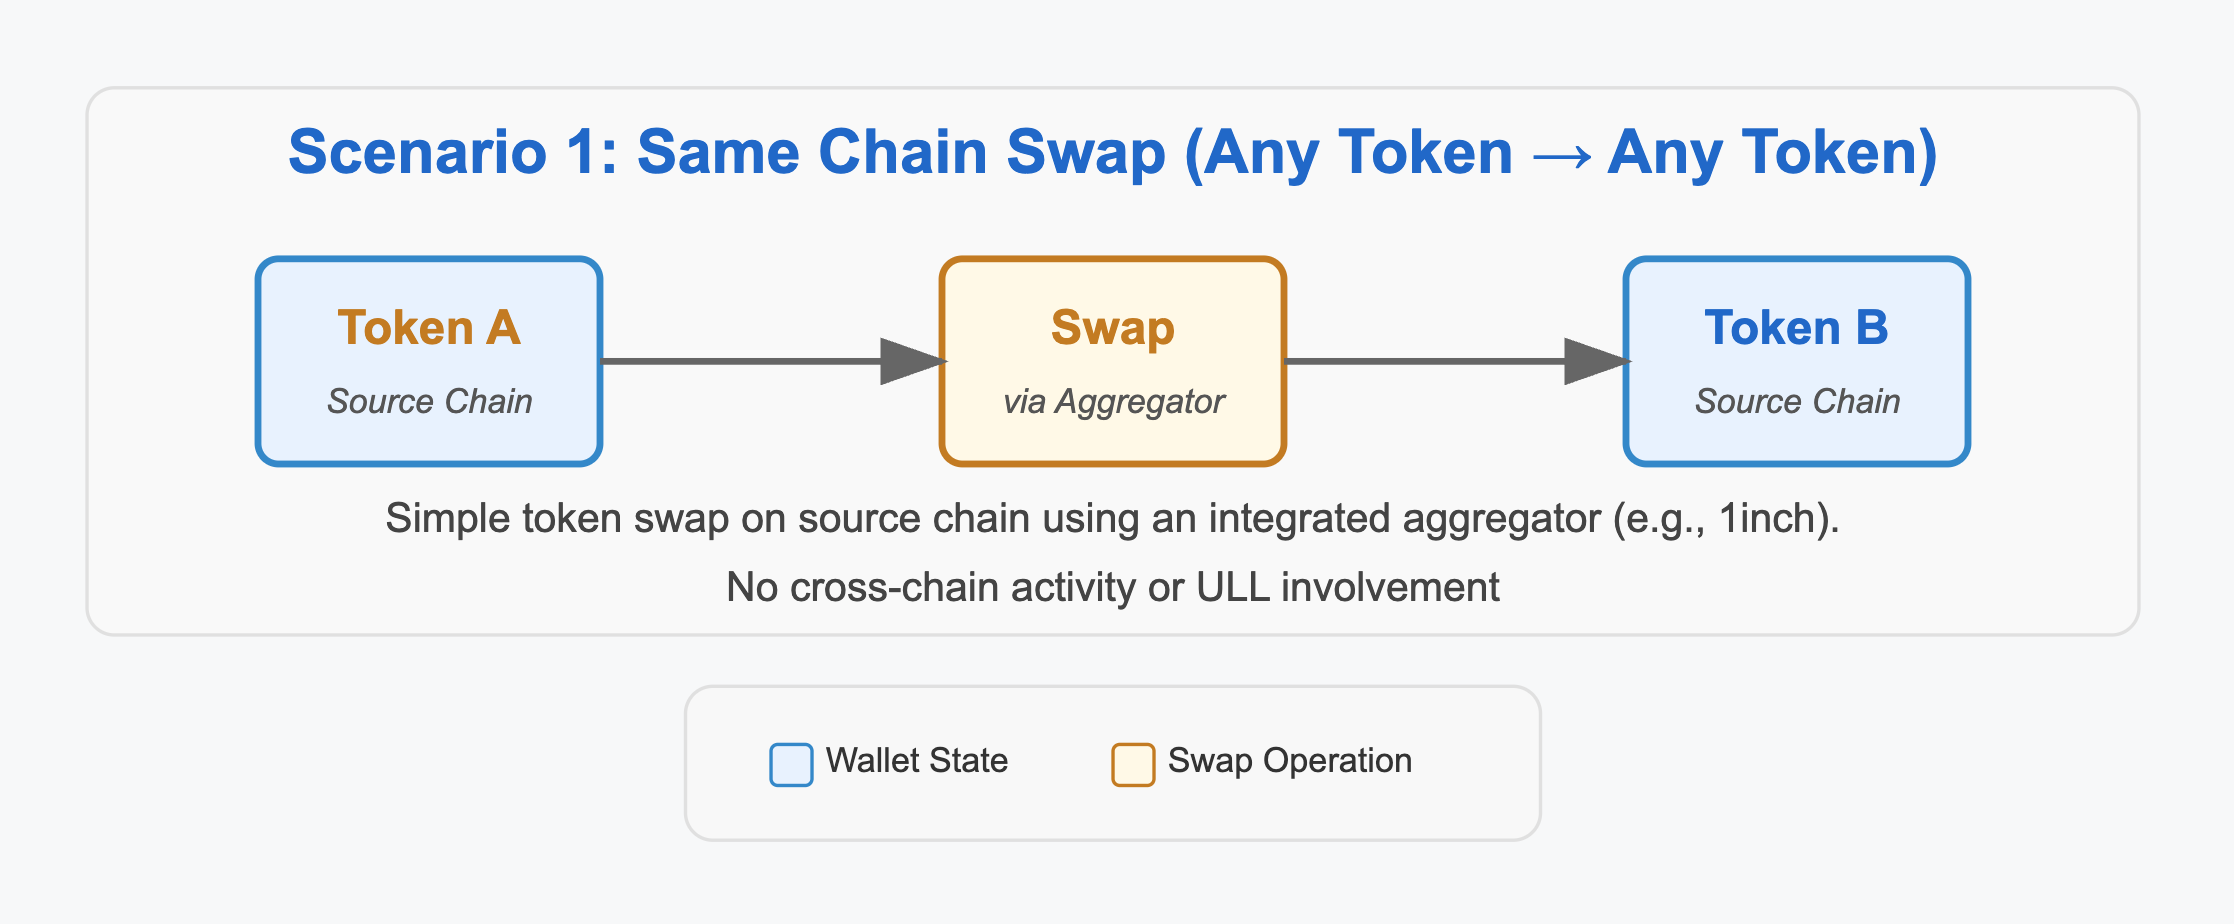 Scenario 1: Same Chain Swap (Any Token → Any Token)
Token A
Source Chain
Swap
via Aggregator
Token B
Source Chain
Simple token swap on source chain using an integrated aggregator (e.g., 1inch).
No cross-chain activity or ULL involvement
Wallet State
Swap Operation